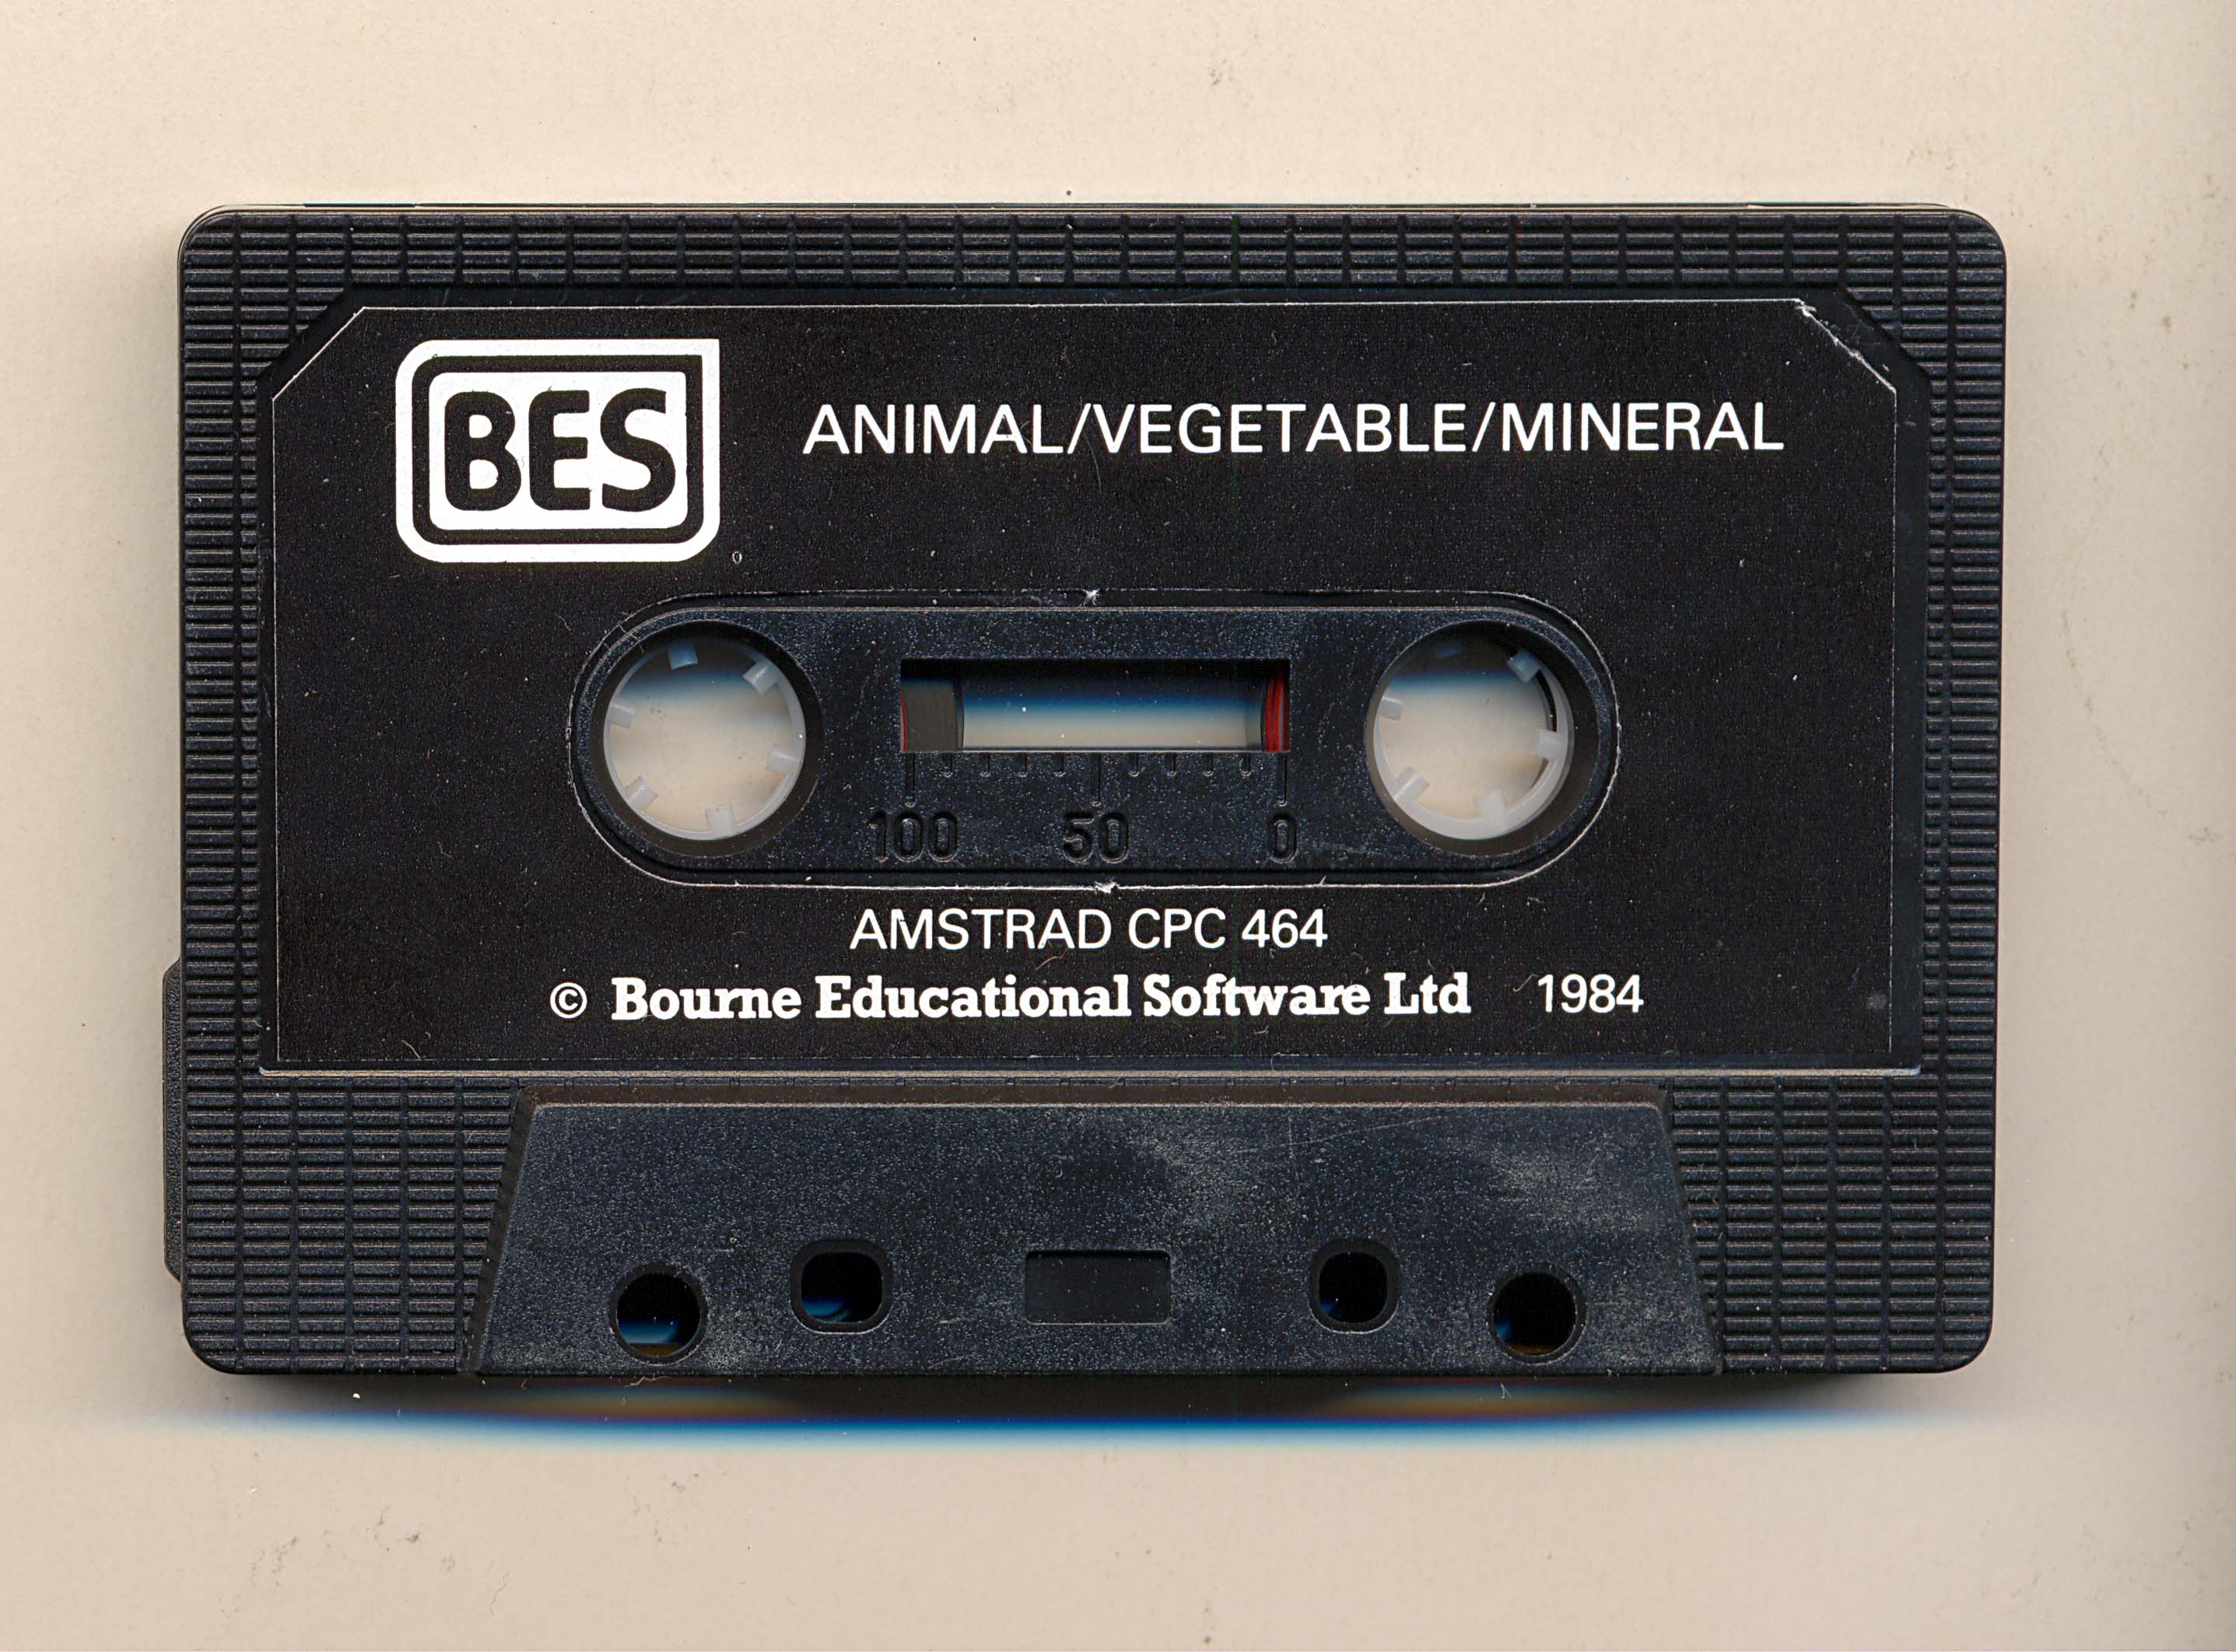 BES
ANIMAL/VEGETABLE/MINERAL
100 50 0
AMSTRAD CPC 464
© Bourne Educational Software Ltd 1984